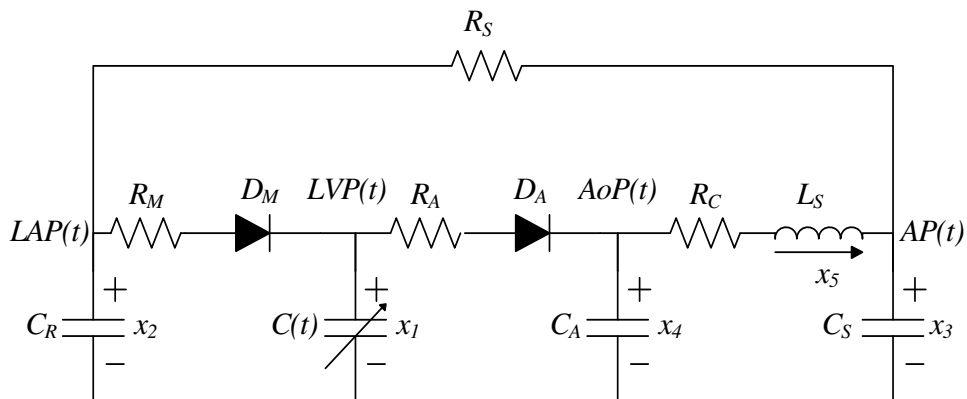 R_S
R_M D_M LVP(t) R_A D_A AoP(t) R_C L_S
LAP(t) AP(t)
x_5
+ + + +
C_R x_2 C(t) x_1 C_A x_4 C_S x_3
− − − −